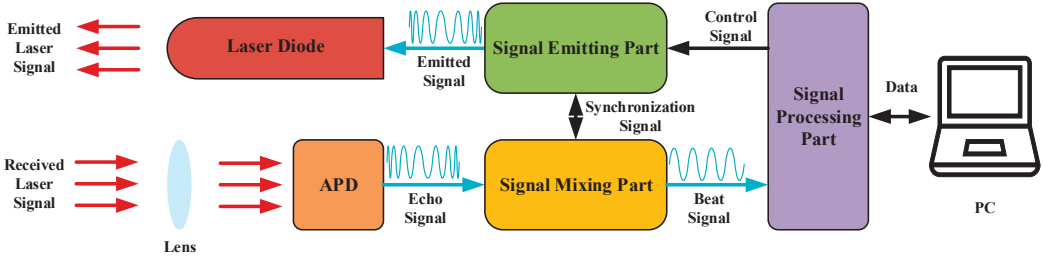 Emitted
Laser
Signal
Laser Diode
Emitted
Signal
Signal Emitting Part
Control
Signal
Synchronization
Signal
Signal
Processing
Part
Data
PC
Received
Laser
Signal
Lens
APD
Echo
Signal
Signal Mixing Part
Beat
Signal